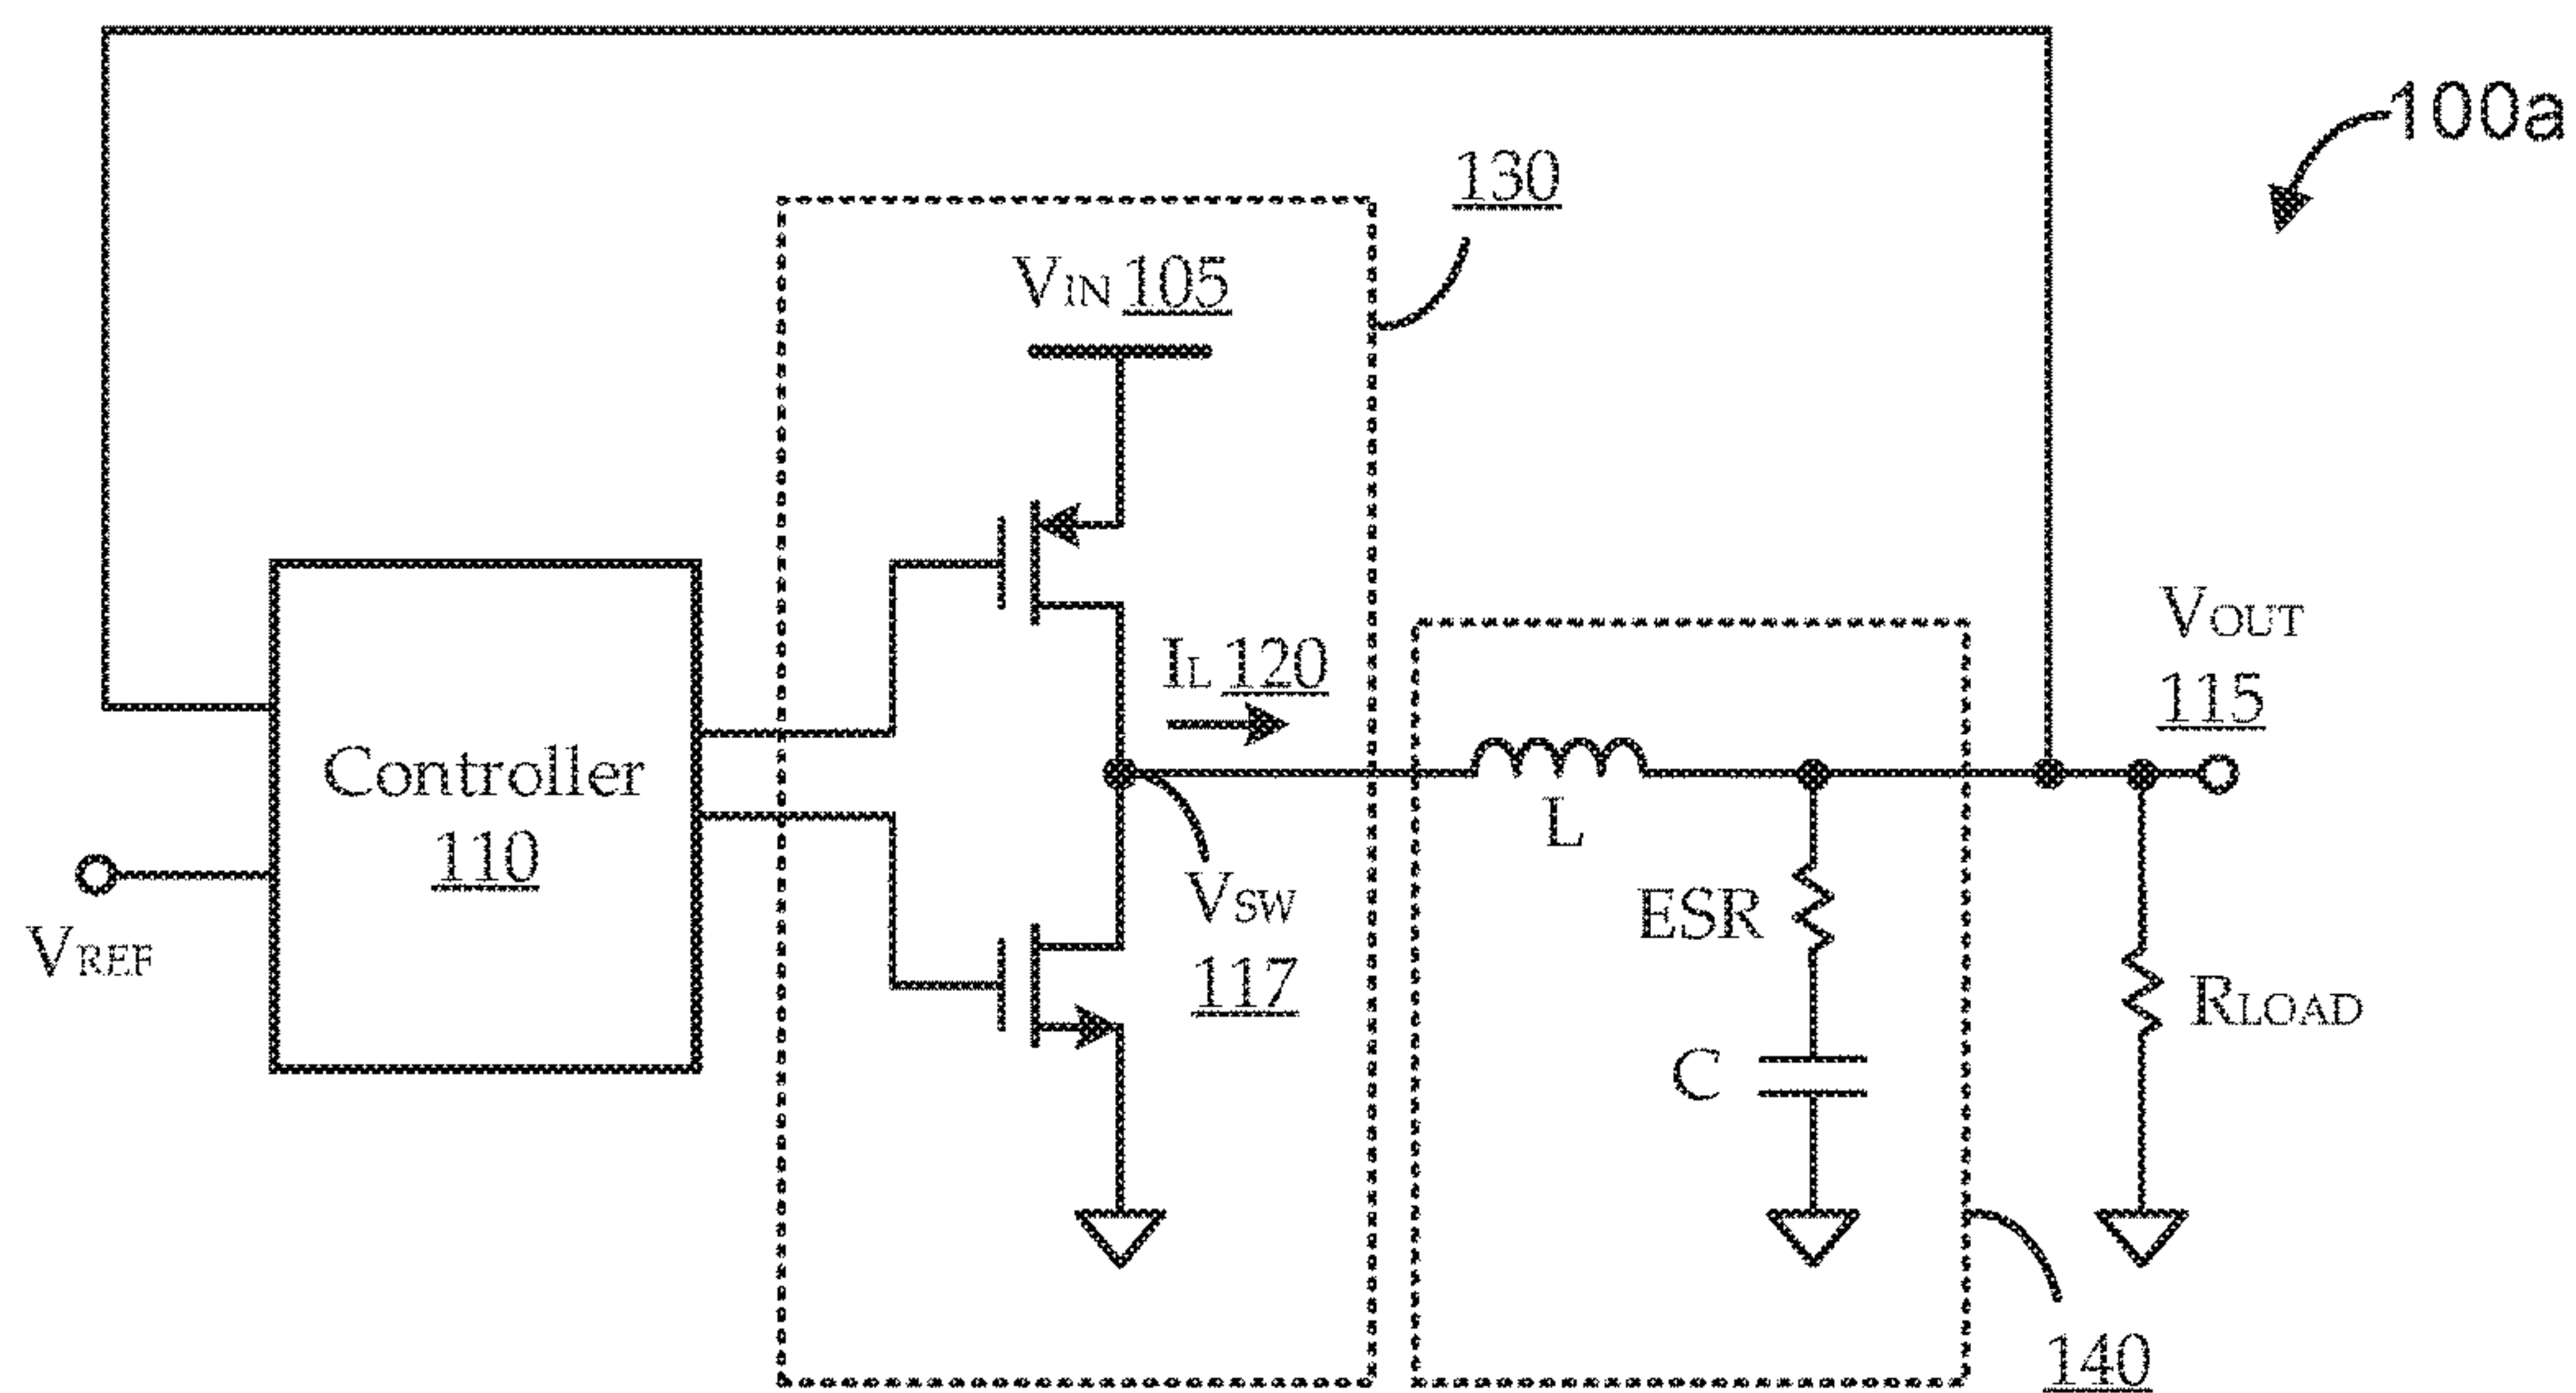 100a
130
VIN 105
VOUT
115
IL 120
Controller
110
L
VSW
117
ESR
VREF
RLOAD
C
140